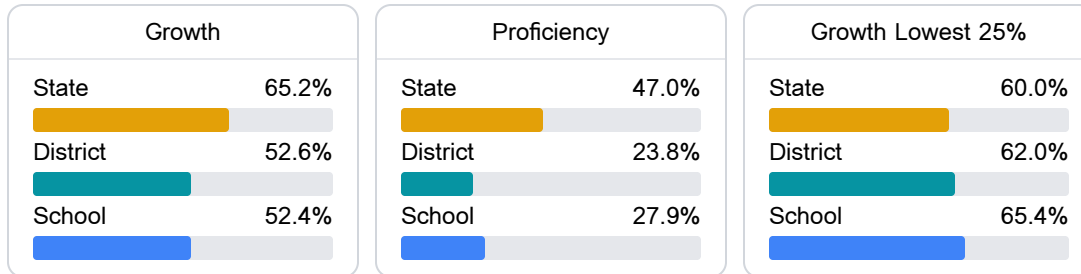 Growth
State 65.2%
District 52.6%
School 52.4%
Proficiency
State 47.0%
District 23.8%
School 27.9%
Growth Lowest 25%
State 60.0%
District 62.0%
School 65.4%